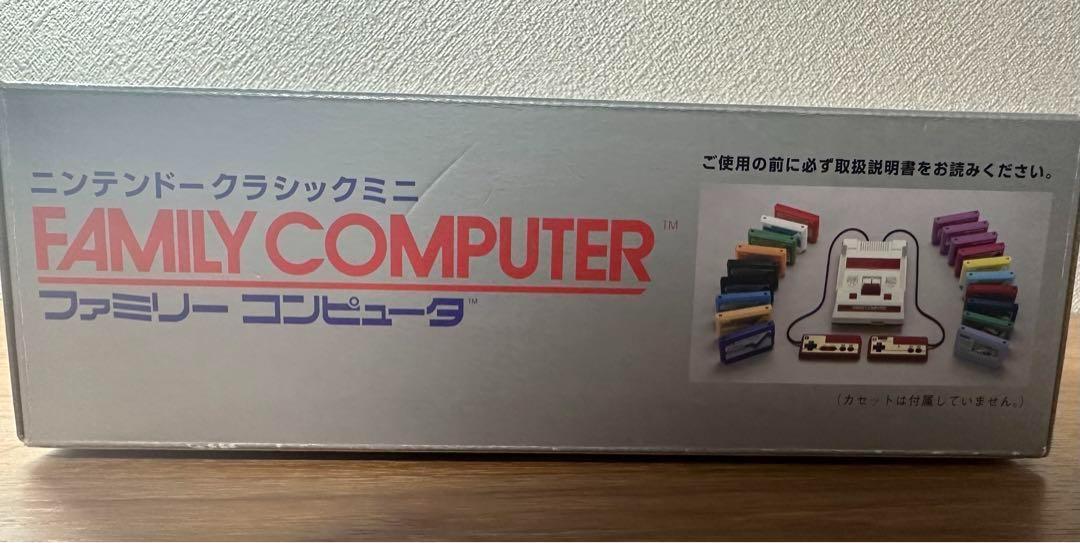 ニンテンドークラシックミニ
FAMILY COMPUTER™
ファミリー コンピュータ™
ご使用の前に必ず取扱説明書をお読みください。
(カセットは付属していません。)